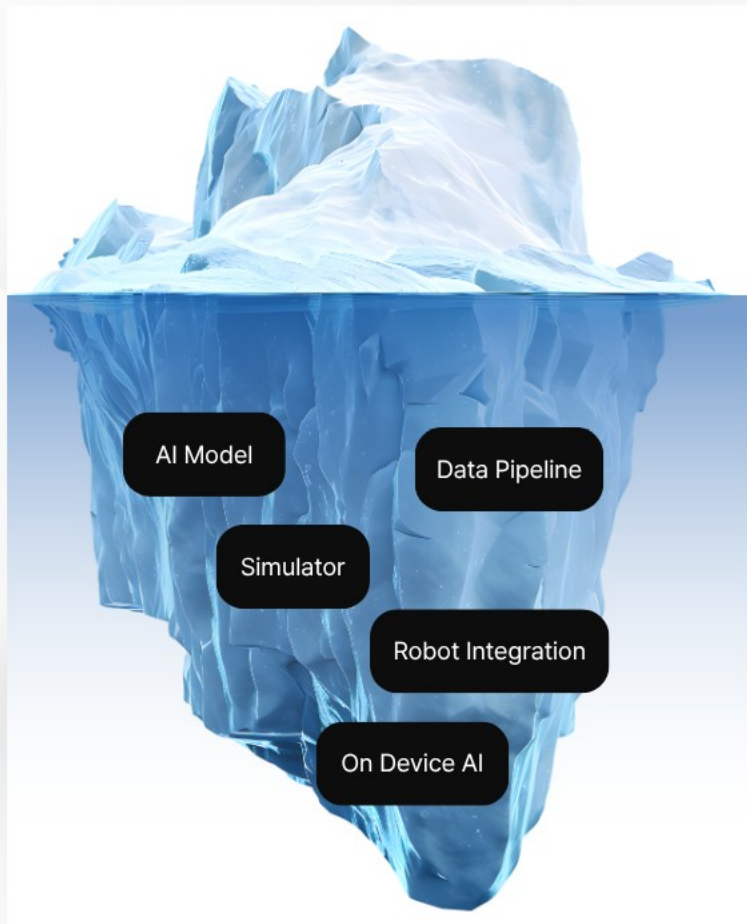 AI Model
Data Pipeline
Simulator
Robot Integration
On Device AI